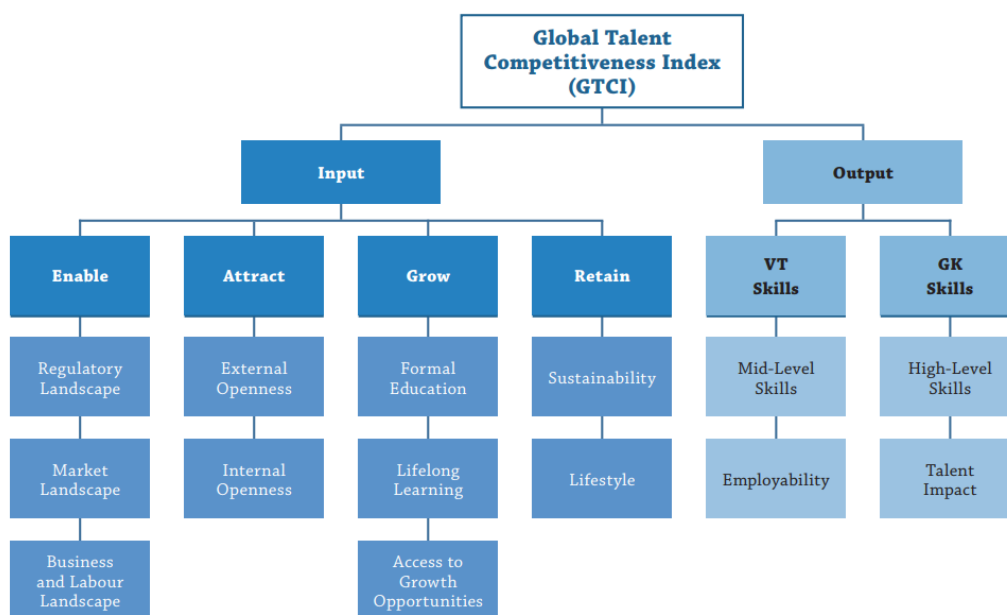 Global Talent
Competitiveness Index
(GTCI)
Input
Output
Enable
Attract
Grow
Retain
VT
Skills
GK
Skills
Regulatory
Landscape
External
Openness
Formal
Education
Sustainability
Mid-Level
Skills
High-Level
Skills
Market
Landscape
Internal
Openness
Lifelong
Learning
Lifestyle
Employability
Talent
Impact
Business
and Labour
Landscape
Access to
Growth
Opportunities